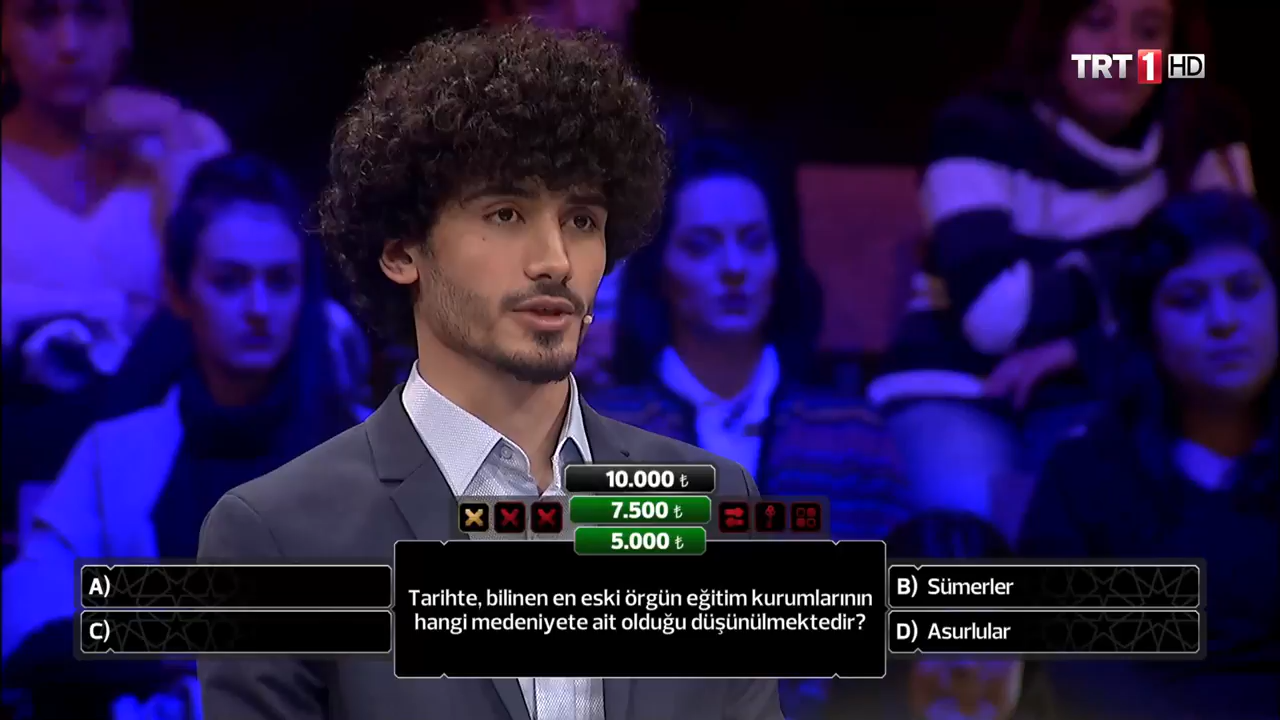 TRT 1 HD
10.000 ₺
7.500 ₺
5.000 ₺
Tarihte, bilinen en eski örgün eğitim kurumlarının
hangi medeniyete ait olduğu düşünülmektedir?
A)
B) Sümerler
C)
D) Asurlular